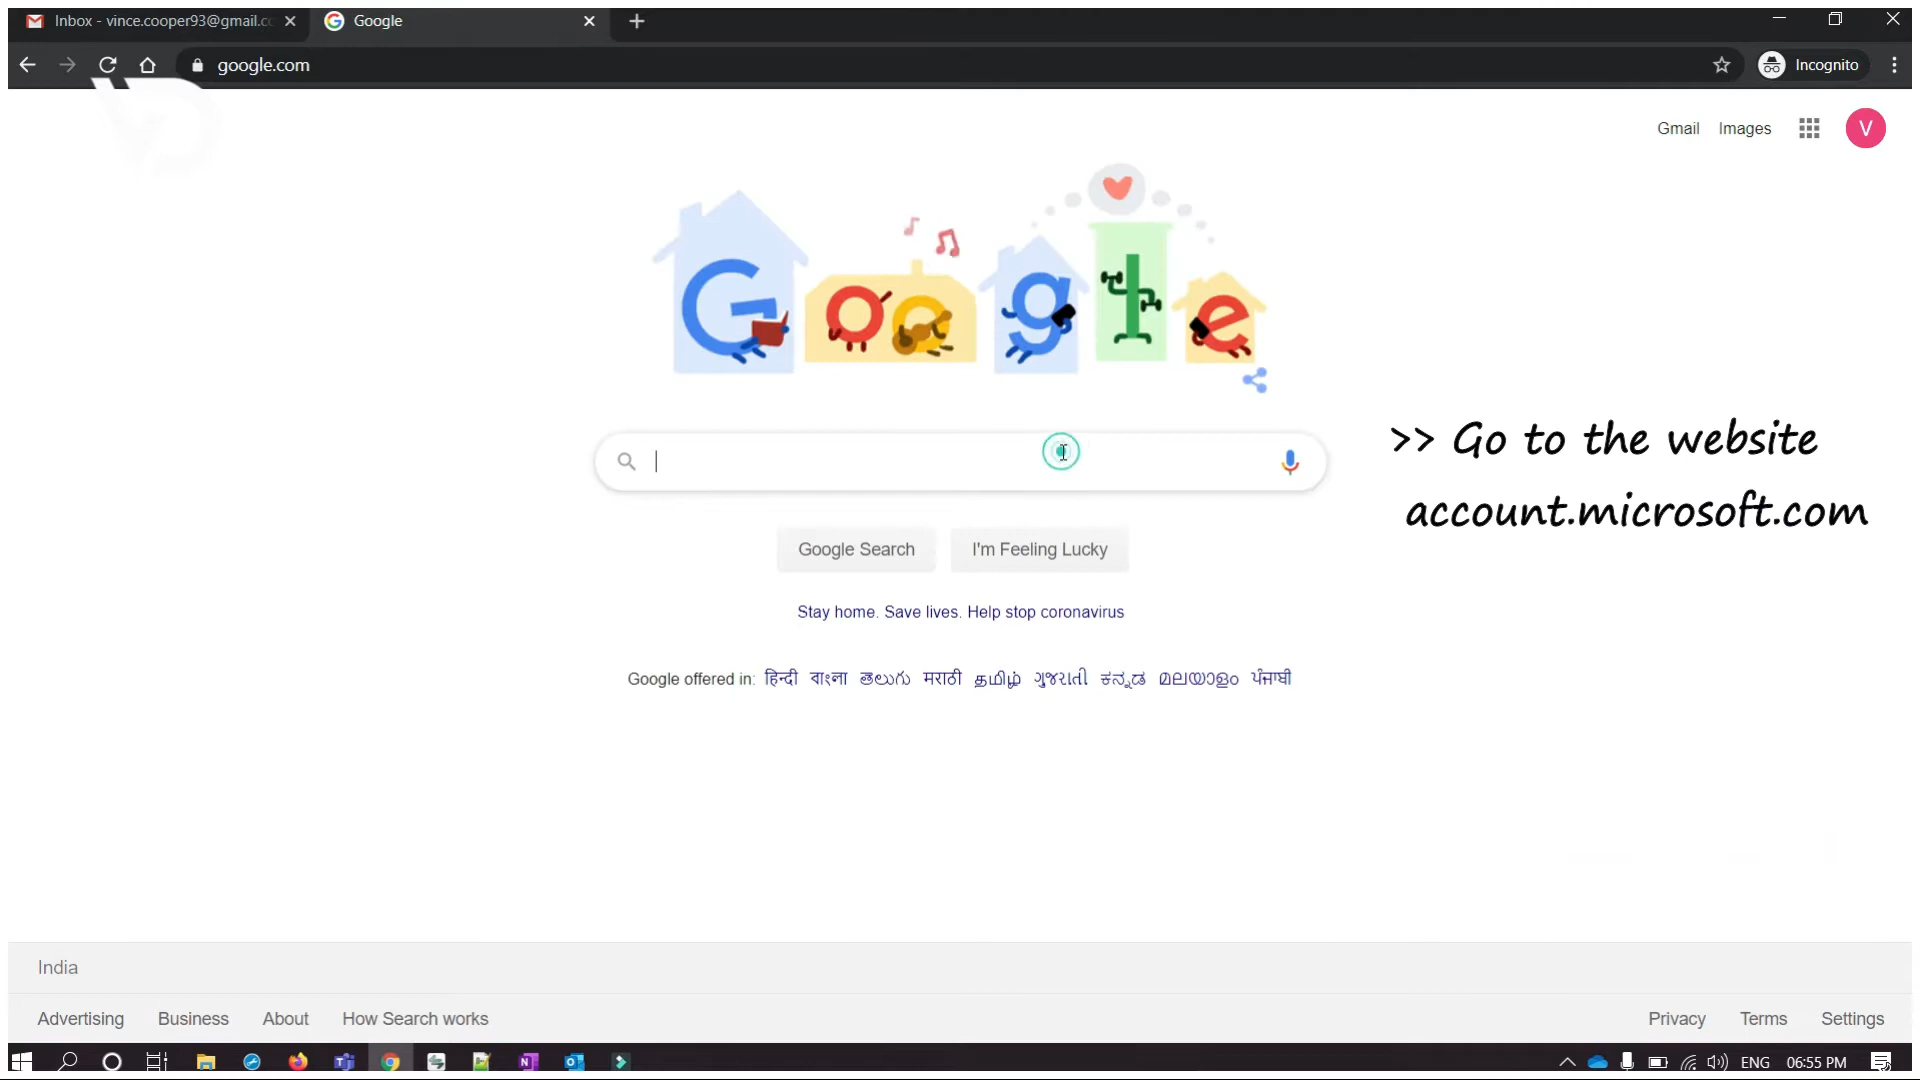 Inbox - vince.cooper93@gmail.c
Google
google.com
Incognito
Gmail
Images
V
Google
>> Go to the website
account.microsoft.com
Google Search
I'm Feeling Lucky
Stay home. Save lives. Help stop coronavirus
Google offered in: हिन्दी বাংলা తెలుగు मराठी தமிழ் ગુજરાતી ಕನ್ನಡ മലയാളം ਪੰਜਾਬੀ
India
Advertising Business About How Search works
Privacy Terms Settings
ENG 06:55 PM